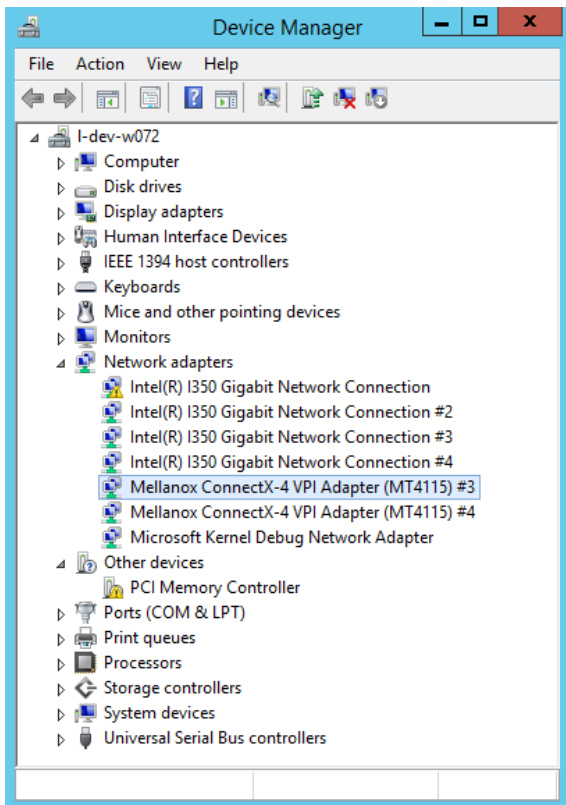 Device Manager
x
File Action View Help
l-dev-w072
Computer
Disk drives
Display adapters
Human Interface Devices
IEEE 1394 host controllers
Keyboards
Mice and other pointing devices
Monitors
Network adapters
Intel(R) I350 Gigabit Network Connection
Intel(R) I350 Gigabit Network Connection #2
Intel(R) I350 Gigabit Network Connection #3
Intel(R) I350 Gigabit Network Connection #4
Mellanox ConnectX-4 VPI Adapter (MT4115) #3
Mellanox ConnectX-4 VPI Adapter (MT4115) #4
Microsoft Kernel Debug Network Adapter
Other devices
PCI Memory Controller
Ports (COM & LPT)
Print queues
Processors
Storage controllers
System devices
Universal Serial Bus controllers